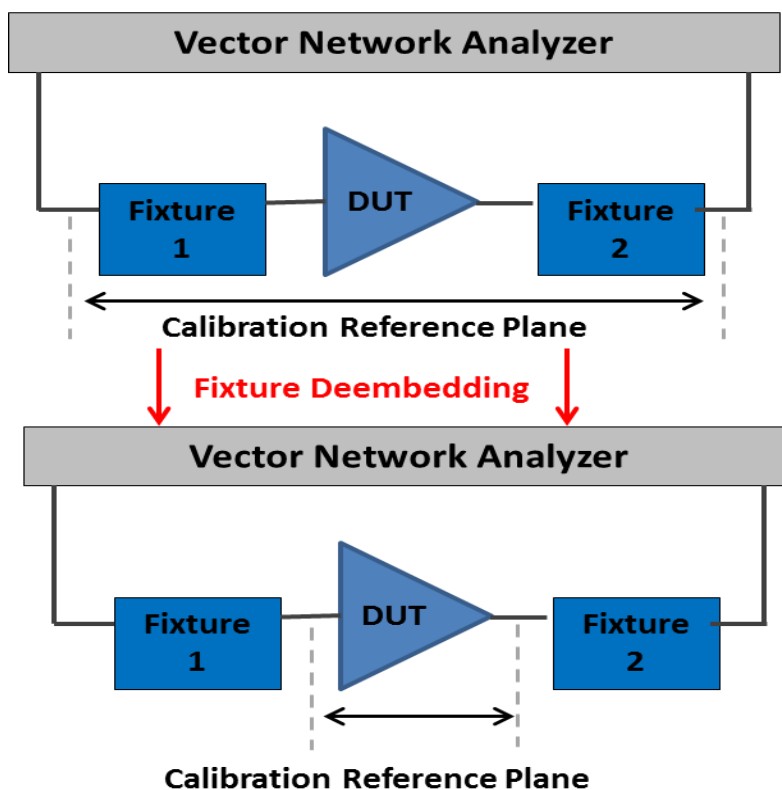 Vector Network Analyzer
Fixture
1
DUT
Fixture
2
Calibration Reference Plane
Fixture Deembedding
Vector Network Analyzer
Fixture
1
DUT
Fixture
2
Calibration Reference Plane